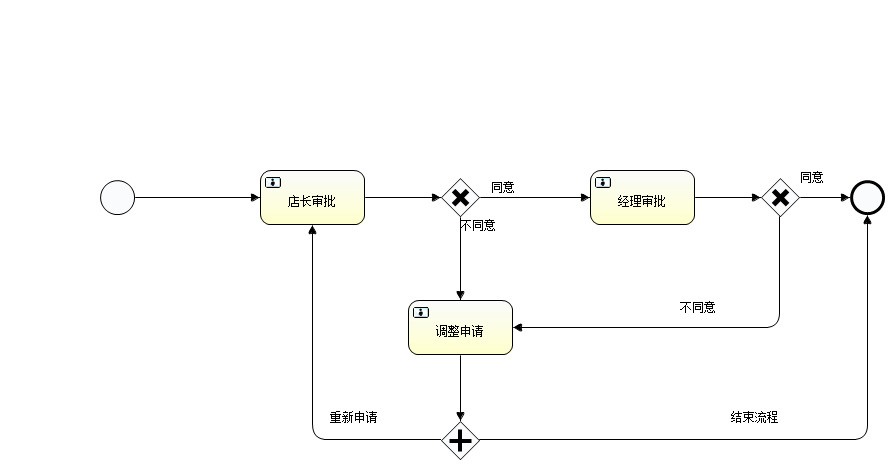 同意
同意
店长审批
经理审批
不同意
不同意
调整申请
重新申请
结束流程